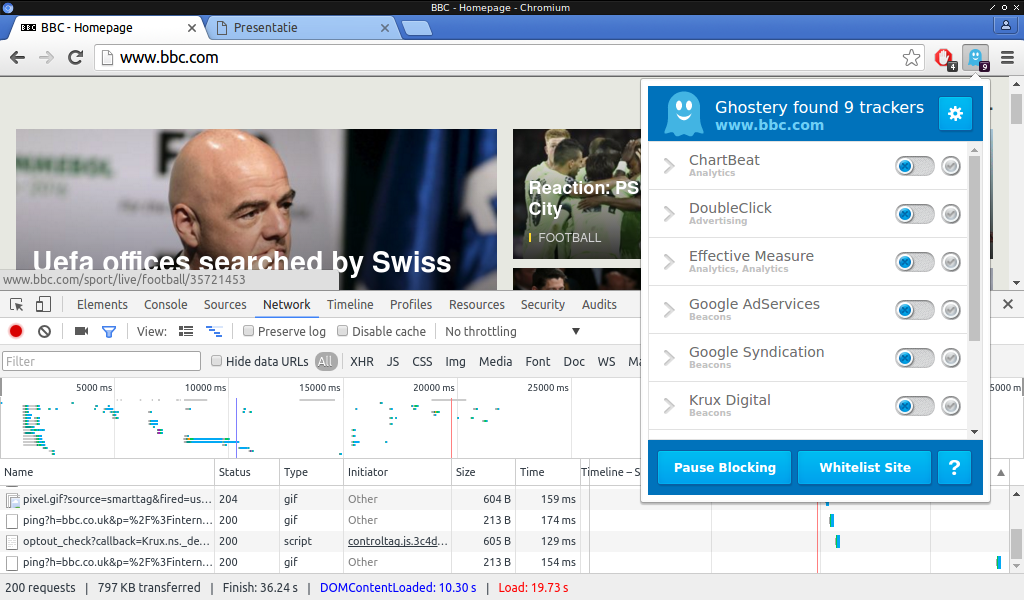 BBC - Homepage - Chromium
BBC - Homepage
Presentatie
www.bbc.com
4
9
Ghostery found 9 trackers
www.bbc.com
ChartBeat
Analytics
DoubleClick
Advertising
Effective Measure
Analytics, Analytics
Google AdServices
Beacons
Google Syndication
Beacons
Krux Digital
Beacons
Pause Blocking Whitelist Site ?
Reaction: PS
City
FOOTBALL
Uefa offices searched by Swiss
www.bbc.com/sport/live/football/35721453
Elements Console Sources Network Timeline Profiles Resources Security Audits
View: Preserve log Disable cache No throttling
Filter Hide data URLs All XHR JS CSS Img Media Font Doc WS Ma
5000 ms 10000 ms 15000 ms 20000 ms 25000 ms 5000 m
Name Status Type Initiator Size Time Timeline – S
pixel.gif?source=smarttag&fired=us... 204 gif Other 604 B 159 ms
ping?h=bbc.co.uk&p=%2F%3Fintern... 200 gif Other 213 B 174 ms
optout_check?callback=Krux.ns._de... 200 script controltag.js.3c4d... 605 B 129 ms
ping?h=bbc.co.uk&p=%2F%3Fintern... 200 gif Other 213 B 154 ms
200 requests | 797 KB transferred | Finish: 36.24 s | DOMContentLoaded: 10.30 s | Load: 19.73 s